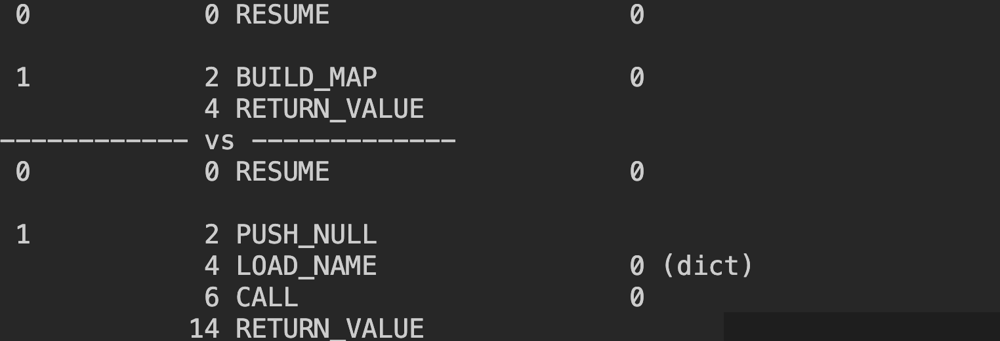 0 0 RESUME 0
1 2 BUILD_MAP 0
4 RETURN_VALUE
------------ vs -------------
0 0 RESUME 0
1 2 PUSH_NULL
4 LOAD_NAME 0 (dict)
6 CALL 0
14 RETURN_VALUE